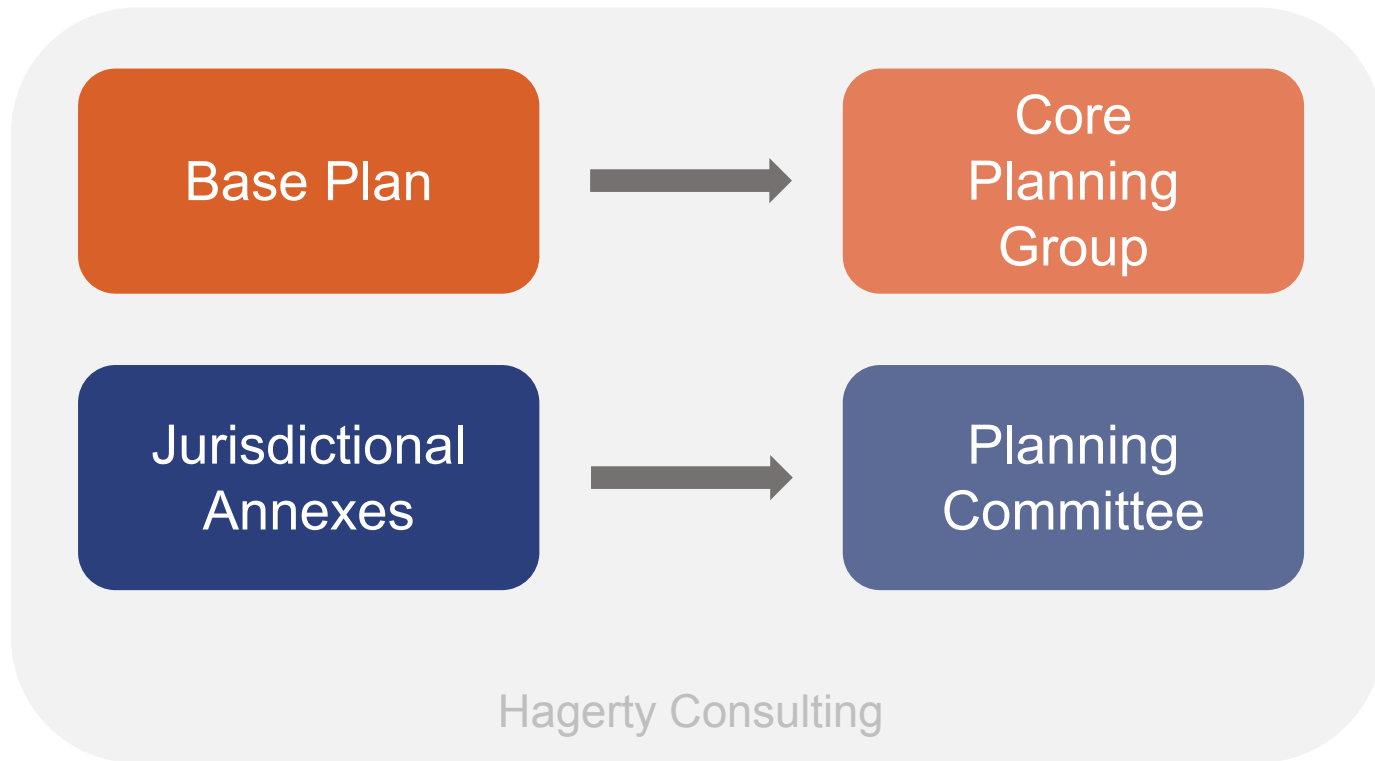 Base Plan
Core
Planning
Group
Jurisdictional
Annexes
Planning
Committee
Hagerty Consulting